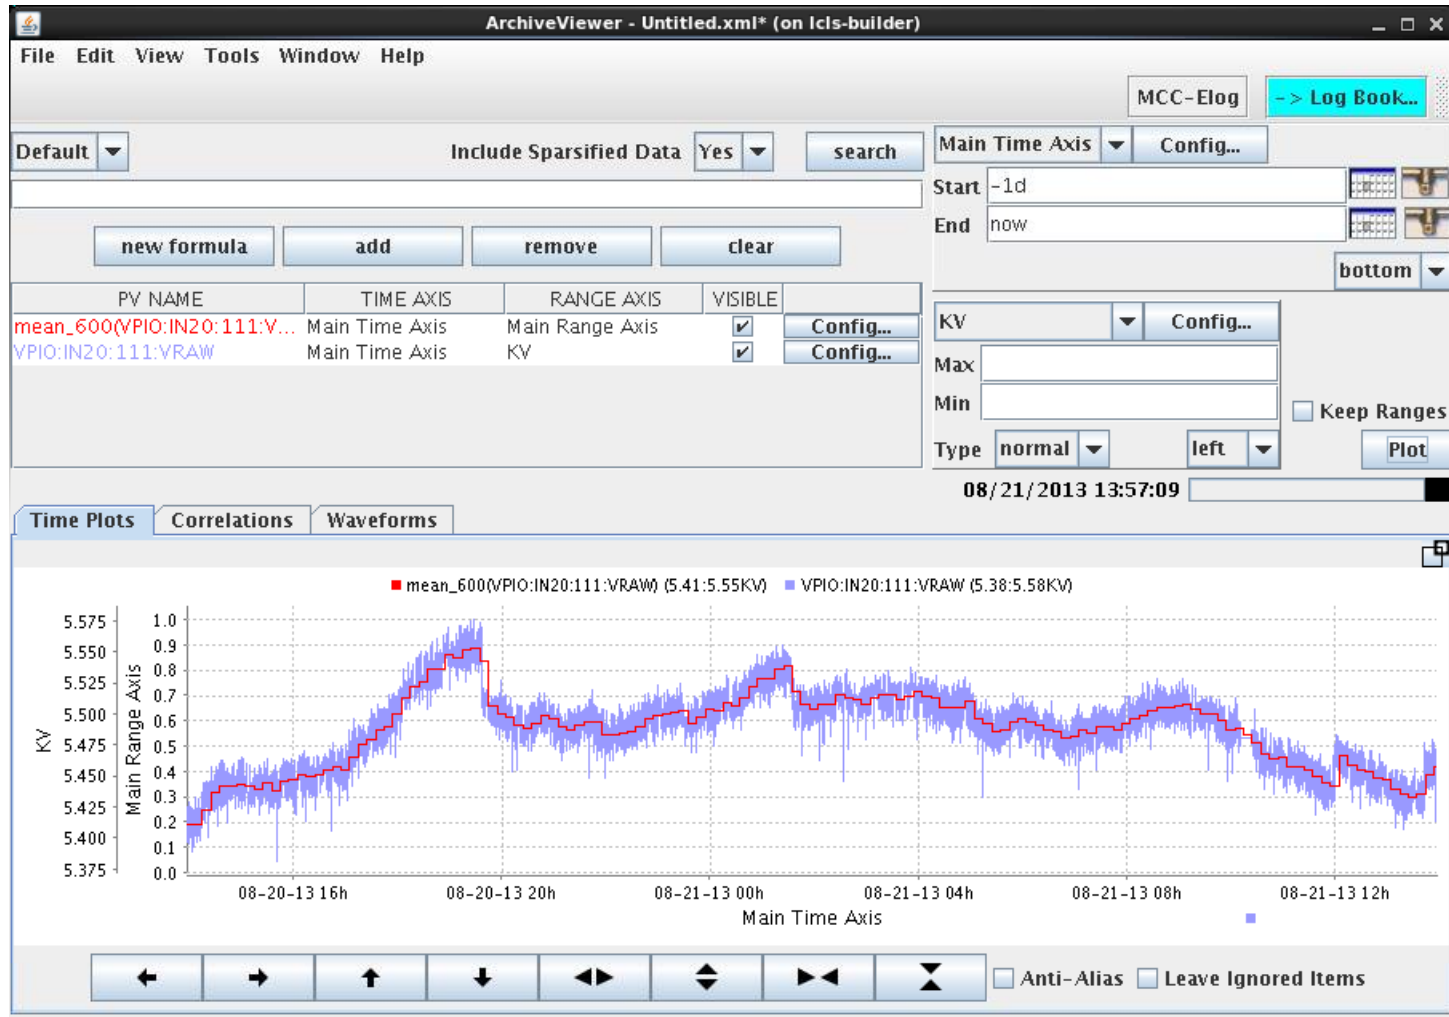 ArchiveViewer - Untitled.xml* (on lcls-builder)
File Edit View Tools Window Help
MCC-Elog -> Log Book...
Default Include Sparsified Data Yes search
Main Time Axis Config...
Start -1d
End now
new formula add remove clear
bottom
PV NAME TIME AXIS RANGE AXIS VISIBLE
mean_600(VPIO:IN20:111:V... Main Time Axis Main Range Axis Config...
VPIO:IN20:111:VRAW Main Time Axis KV Config...
KV Config...
Max
Min
Keep Ranges
Type normal left Plot
08/21/2013 13:57:09
Time Plots Correlations Waveforms
mean_600(VPIO:IN20:111:VRAW) (5.41:5.55KV) VPIO:IN20:111:VRAW (5.38:5.58KV)
KV
5.575
5.550
5.525
5.500
5.475
5.450
5.425
5.400
5.375
Main Range Axis
1.0
0.9
0.8
0.7
0.6
0.5
0.4
0.3
0.2
0.1
0.0
08-20-13 16h 08-20-13 20h 08-21-13 00h 08-21-13 04h 08-21-13 08h 08-21-13 12h
Main Time Axis
Anti-Alias Leave Ignored Items